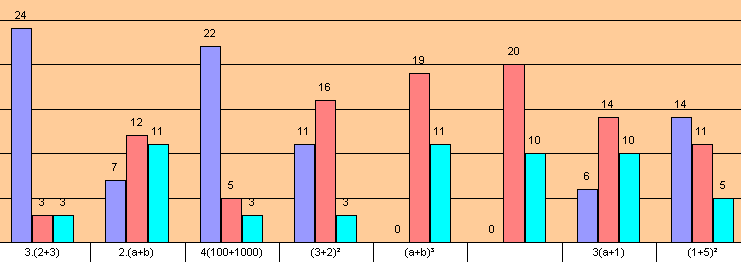 24 3 3 7 12 11 22 5 3 11 16 3 0 19 11 0 20 10 6 14 10 14 11 5
3.(2+3) 2.(a+b) 4(100+1000) (3+2)² (a+b)³ 3(a+1) (1+5)²